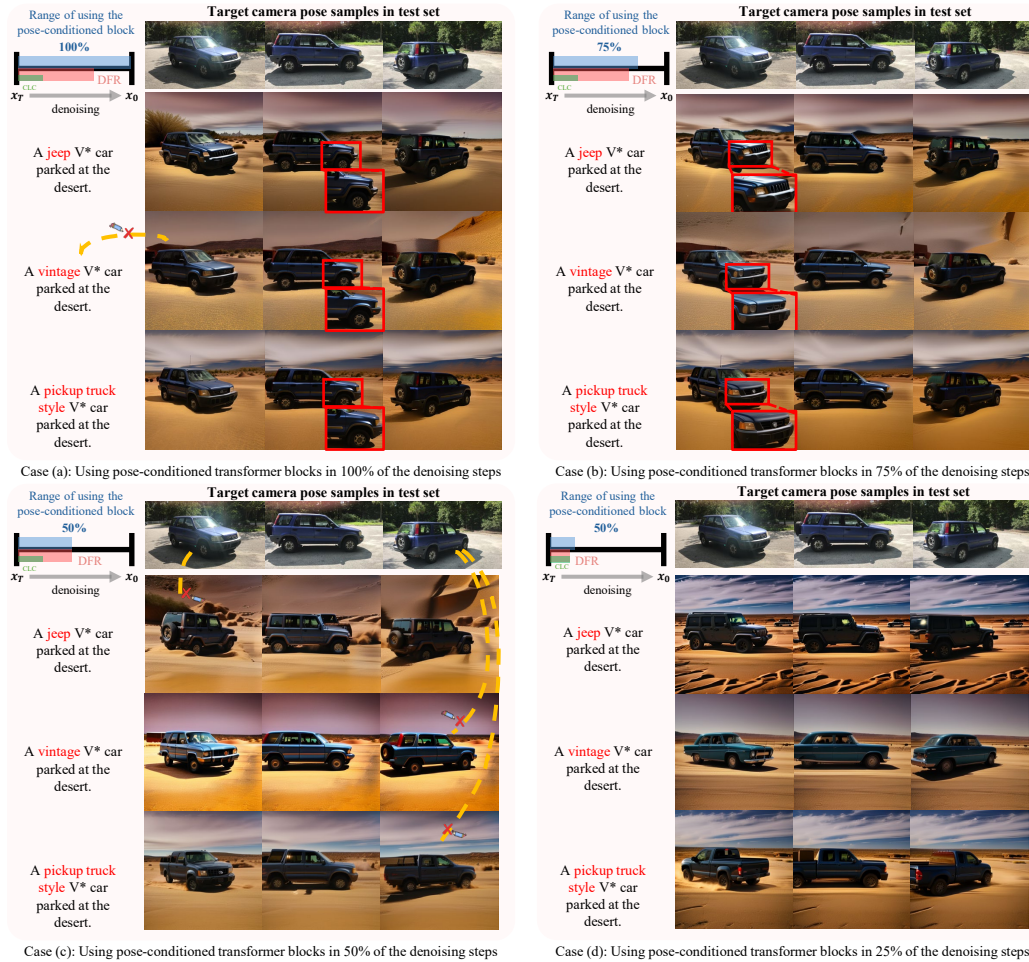 Range of using the
pose-conditioned block
100%
DFR
CLC
x_T
x_0
denoising
Target camera pose samples in test set
A jeep V* car
parked at the
desert.
A vintage V* car
parked at the
desert.
A pickup truck
style V* car
parked at the
desert.
Case (a): Using pose-conditioned transformer blocks in 100% of the denoising steps
Range of using the
pose-conditioned block
75%
DFR
CLC
x_T
x_0
denoising
Target camera pose samples in test set
A jeep V* car
parked at the
desert.
A vintage V* car
parked at the
desert.
A pickup truck
style V* car
parked at the
desert.
Case (b): Using pose-conditioned transformer blocks in 75% of the denoising steps
Range of using the
pose-conditioned block
50%
DFR
CLC
x_T
x_0
denoising
Target camera pose samples in test set
A jeep V* car
parked at the
desert.
A vintage V* car
parked at the
desert.
A pickup truck
style V* car
parked at the
desert.
Case (c): Using pose-conditioned transformer blocks in 50% of the denoising steps
Range of using the
pose-conditioned block
50%
DFR
CLC
x_T
x_0
denoising
Target camera pose samples in test set
A jeep V* car
parked at the
desert.
A vintage V* car
parked at the
desert.
A pickup truck
style V* car
parked at the
desert.
Case (d): Using pose-conditioned transformer blocks in 25% of the denoising steps